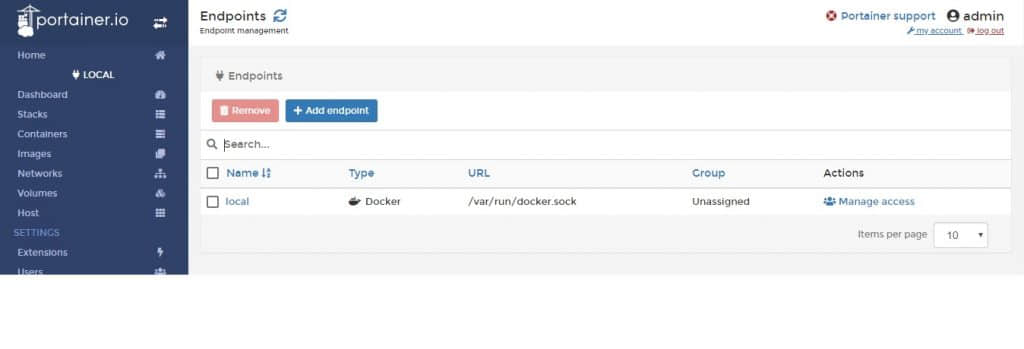 portainer.io
Home
LOCAL
Dashboard
Stacks
Containers
Images
Networks
Volumes
Host
SETTINGS
Extensions
Users
Endpoints
Endpoint management
Portainer support admin
my account log out
Endpoints
Remove Add endpoint
Search...
Name Type URL Group Actions
local Docker /var/run/docker.sock Unassigned Manage access
Items per page 10